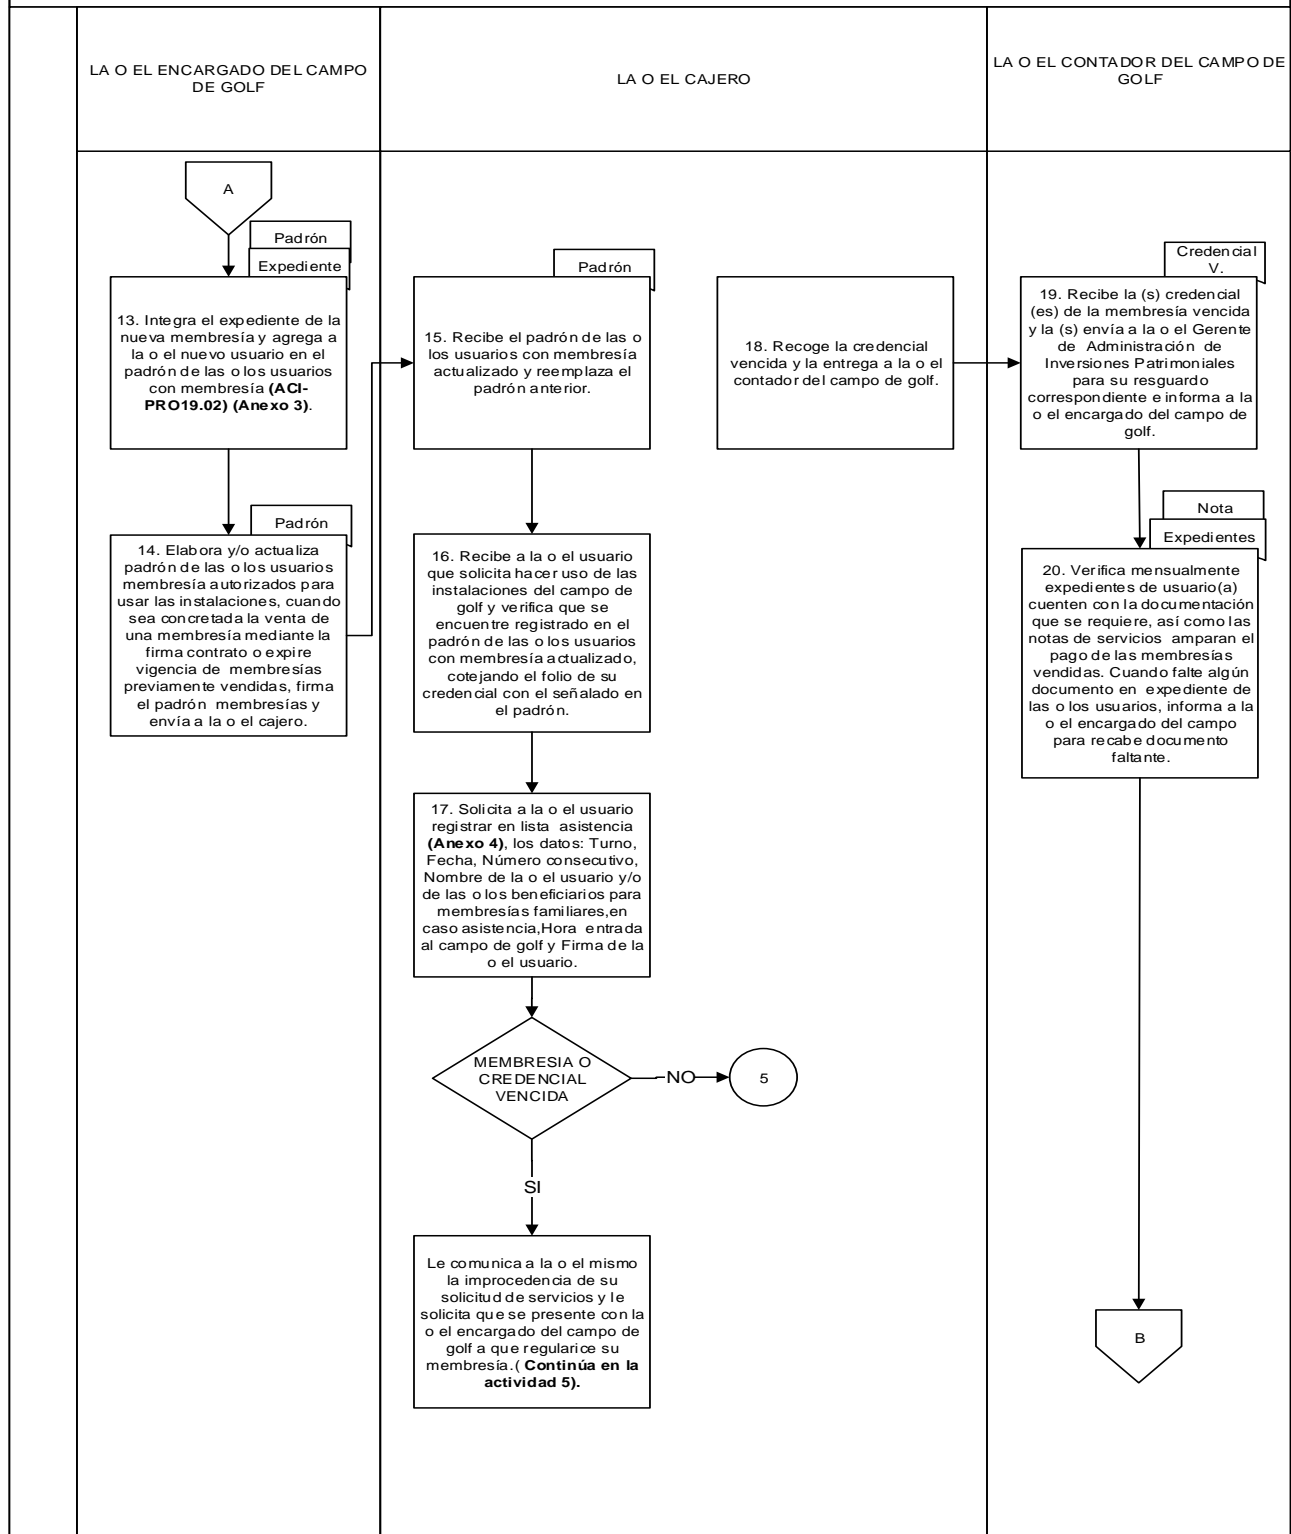 LA O EL ENCARGADO DEL CAMPO
DE GOLF
LA O EL CAJERO
LA O EL CONTADOR DEL CAMPO DE
GOLF
A
Padrón
Expediente
13. Integra el expediente de la
nueva membresía y agrega a
la o el nuevo usuario en el
padrón de las o los usuarios
con membresía (ACI-
PRO19.02) (Anexo 3).
Padrón
14. Elabora y/o actualiza
padrón de las o los usuarios
membresía autorizados para
usar las instalaciones, cuando
sea concretada la venta de
una membresía mediante la
firma contrato o expire
vigencia de membresías
previamente vendidas, firma
el padrón membresías y
envía a la o el cajero.
Padrón
15. Recibe el padrón de las o
los usuarios con membresía
actualizado y reemplaza el
padrón anterior.
16. Recibe a la o el usuario
que solicita hacer uso de las
instalaciones del campo de
golf y verifica que se
encuentre registrado en el
padrón de las o los usuarios
con membresía actualizado,
cotejando el folio de su
credencial con el señalado en
el padrón.
17. Solicita a la o el usuario
registrar en lista asistencia
(Anexo 4), los datos: Turno,
Fecha, Número consecutivo,
Nombre de la o el usuario y/o
de las o los beneficiarios para
membresías familiares,en
caso asistencia,Hora entrada
al campo de golf y Firma de la
o el usuario.
MEMBRESIA O
CREDENCIAL
VENCIDA
NO
5
SI
Le comunica a la o el mismo
la improcedencia de su
solicitud de servicios y le
solicita que se presente con la
o el encargado del campo de
golf a que regularice su
membresía.( Continúa en la
actividad 5).
18. Recoge la credencial
vencida y la entrega a la o el
contador del campo de golf.
Credencial
V.
19. Recibe la (s) credencial
(es) de la membresía vencida
y la (s) envía a la o el Gerente
de Administración de
Inversiones Patrimoniales
para su resguardo
correspondiente e informa a la
o el encargado del campo de
golf.
Nota
Expedientes
20. Verifica mensualmente
expedientes de usuario(a)
cuenten con la documentación
que se requiere, así como las
notas de servicios amparan el
pago de las membresías
vendidas. Cuando falte algún
documento en expediente de
las o los usuarios, informa a la
o el encargado del campo
para recabe documento
faltante.
B